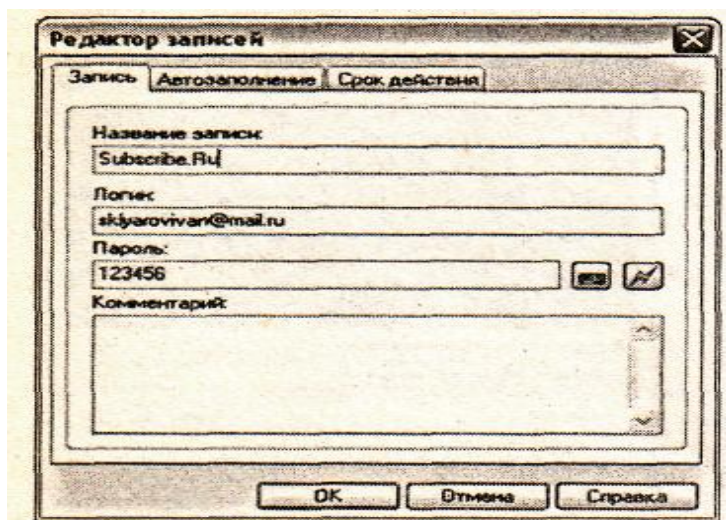 Редактор записей
Запись Автозаполнение Срок действия
Название записи:
Subscribe.Ru
Логин:
sklyarovivan@mail.ru
Пароль:
123456
Комментарий:
OK Отмена Справка